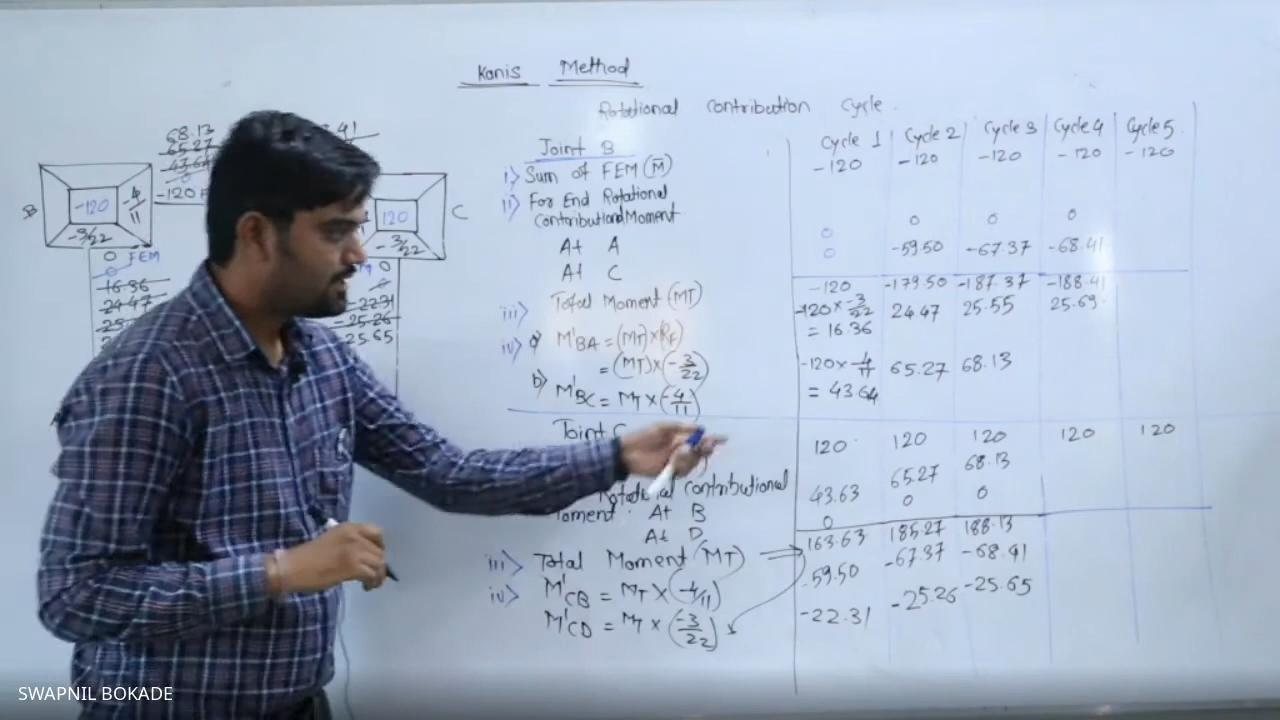 Kanis Method
Rotational contribution cycle.
Joint B
i) Sum of FEM (M)
ii) For End Rotational
Contribution Moment
At A
At C
iii) Total Moment (MT)
iv) a) M'BA = (MT) x RF
= (MT) x (-3/22)
b) M'BC = MT x (-4/11)
Joint C
Rotational contributional
Moment: At B
At D
iii) Total Moment (MT)
iv) M'CB = MT x (-4/11)
M'CD = MT x (-3/22)
Cycle 1 Cycle 2 Cycle 3 Cycle 4 Cycle 5
-120 -120 -120 -120 -120
0 0 0 0
0 -59.50 -67.37 -68.41
-120 -179.50 -187.37 -188.41
-120 x -3/22 24.47 25.55 25.69
= 16.36
-120 x -4/11 65.27 68.13
= 43.64
120 120 120 120 120
43.63 65.27 68.13
0 0 0
163.63 185.27 188.13
-59.50 -67.37 -68.41
-22.31 -25.26 -25.65
68.13
65.27
43.64
-120
B -120 -4/11
-3/22
0 FEM
0
16.36
24.47
41
120 C
-3/22
0
-22.31
-25.26
25.65
SWAPNIL BOKADE